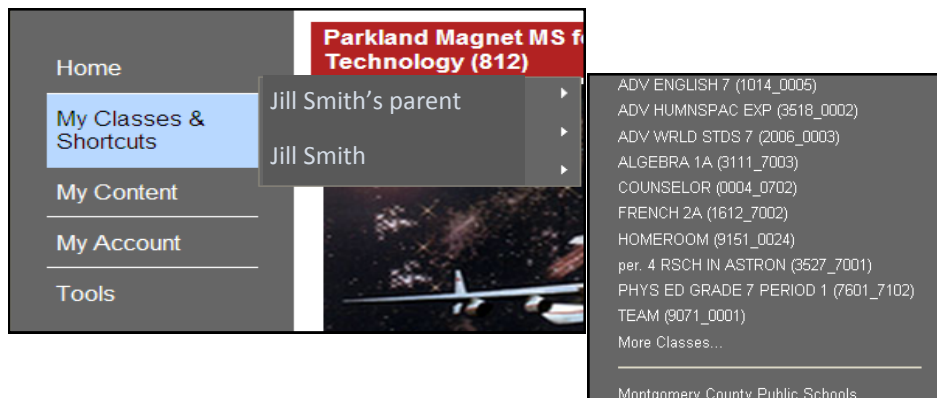 Parkland Magnet MS f
Technology (812)
Home
My Classes &
Shortcuts
My Content
My Account
Tools
Jill Smith’s parent
Jill Smith
ADV ENGLISH 7 (1014_0005)
ADV HUMNSPAC EXP (3518_0002)
ADV WRLD STDS 7 (2006_0003)
ALGEBRA 1A (3111_7003)
COUNSELOR (0004_0702)
FRENCH 2A (1612_7002)
HOMEROOM (9151_0024)
per. 4 RSCH IN ASTRON (3527_7001)
PHYS ED GRADE 7 PERIOD 1 (7601_7102)
TEAM (9071_0001)
More Classes...
Montgomery County Public Schools